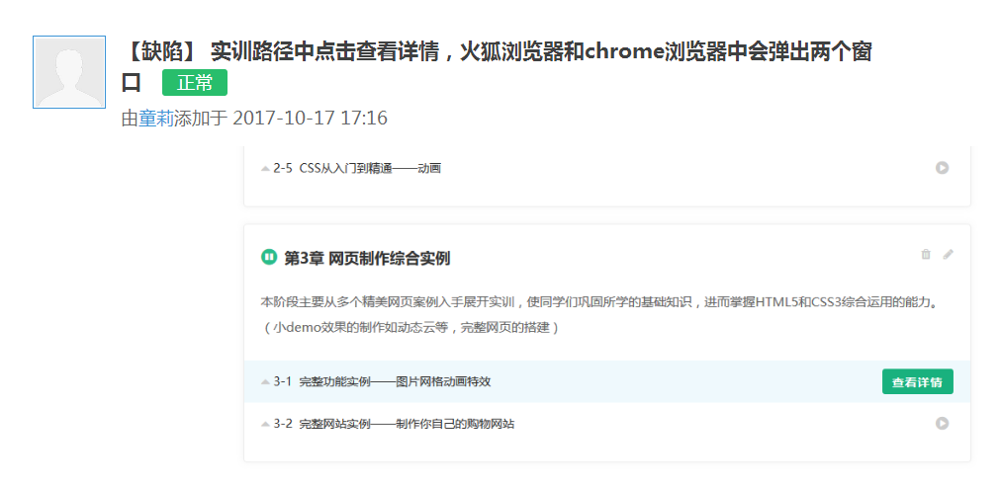 【缺陷】 实训路径中点击查看详情，火狐浏览器和chrome浏览器中会弹出两个窗
口 正常
由童莉添加于 2017-10-17 17:16
2-5 CSS从入门到精通——动画
第3章 网页制作综合实例
本阶段主要从多个精美网页案例入手展开实训，使同学们巩固所学的基础知识，进而掌握HTML5和CSS3综合运用的能力。
（小demo效果的制作如动态云等，完整网页的搭建）
3-1 完整功能实例——图片网格动画特效 查看详情
3-2 完整网站实例——制作你自己的购物网站